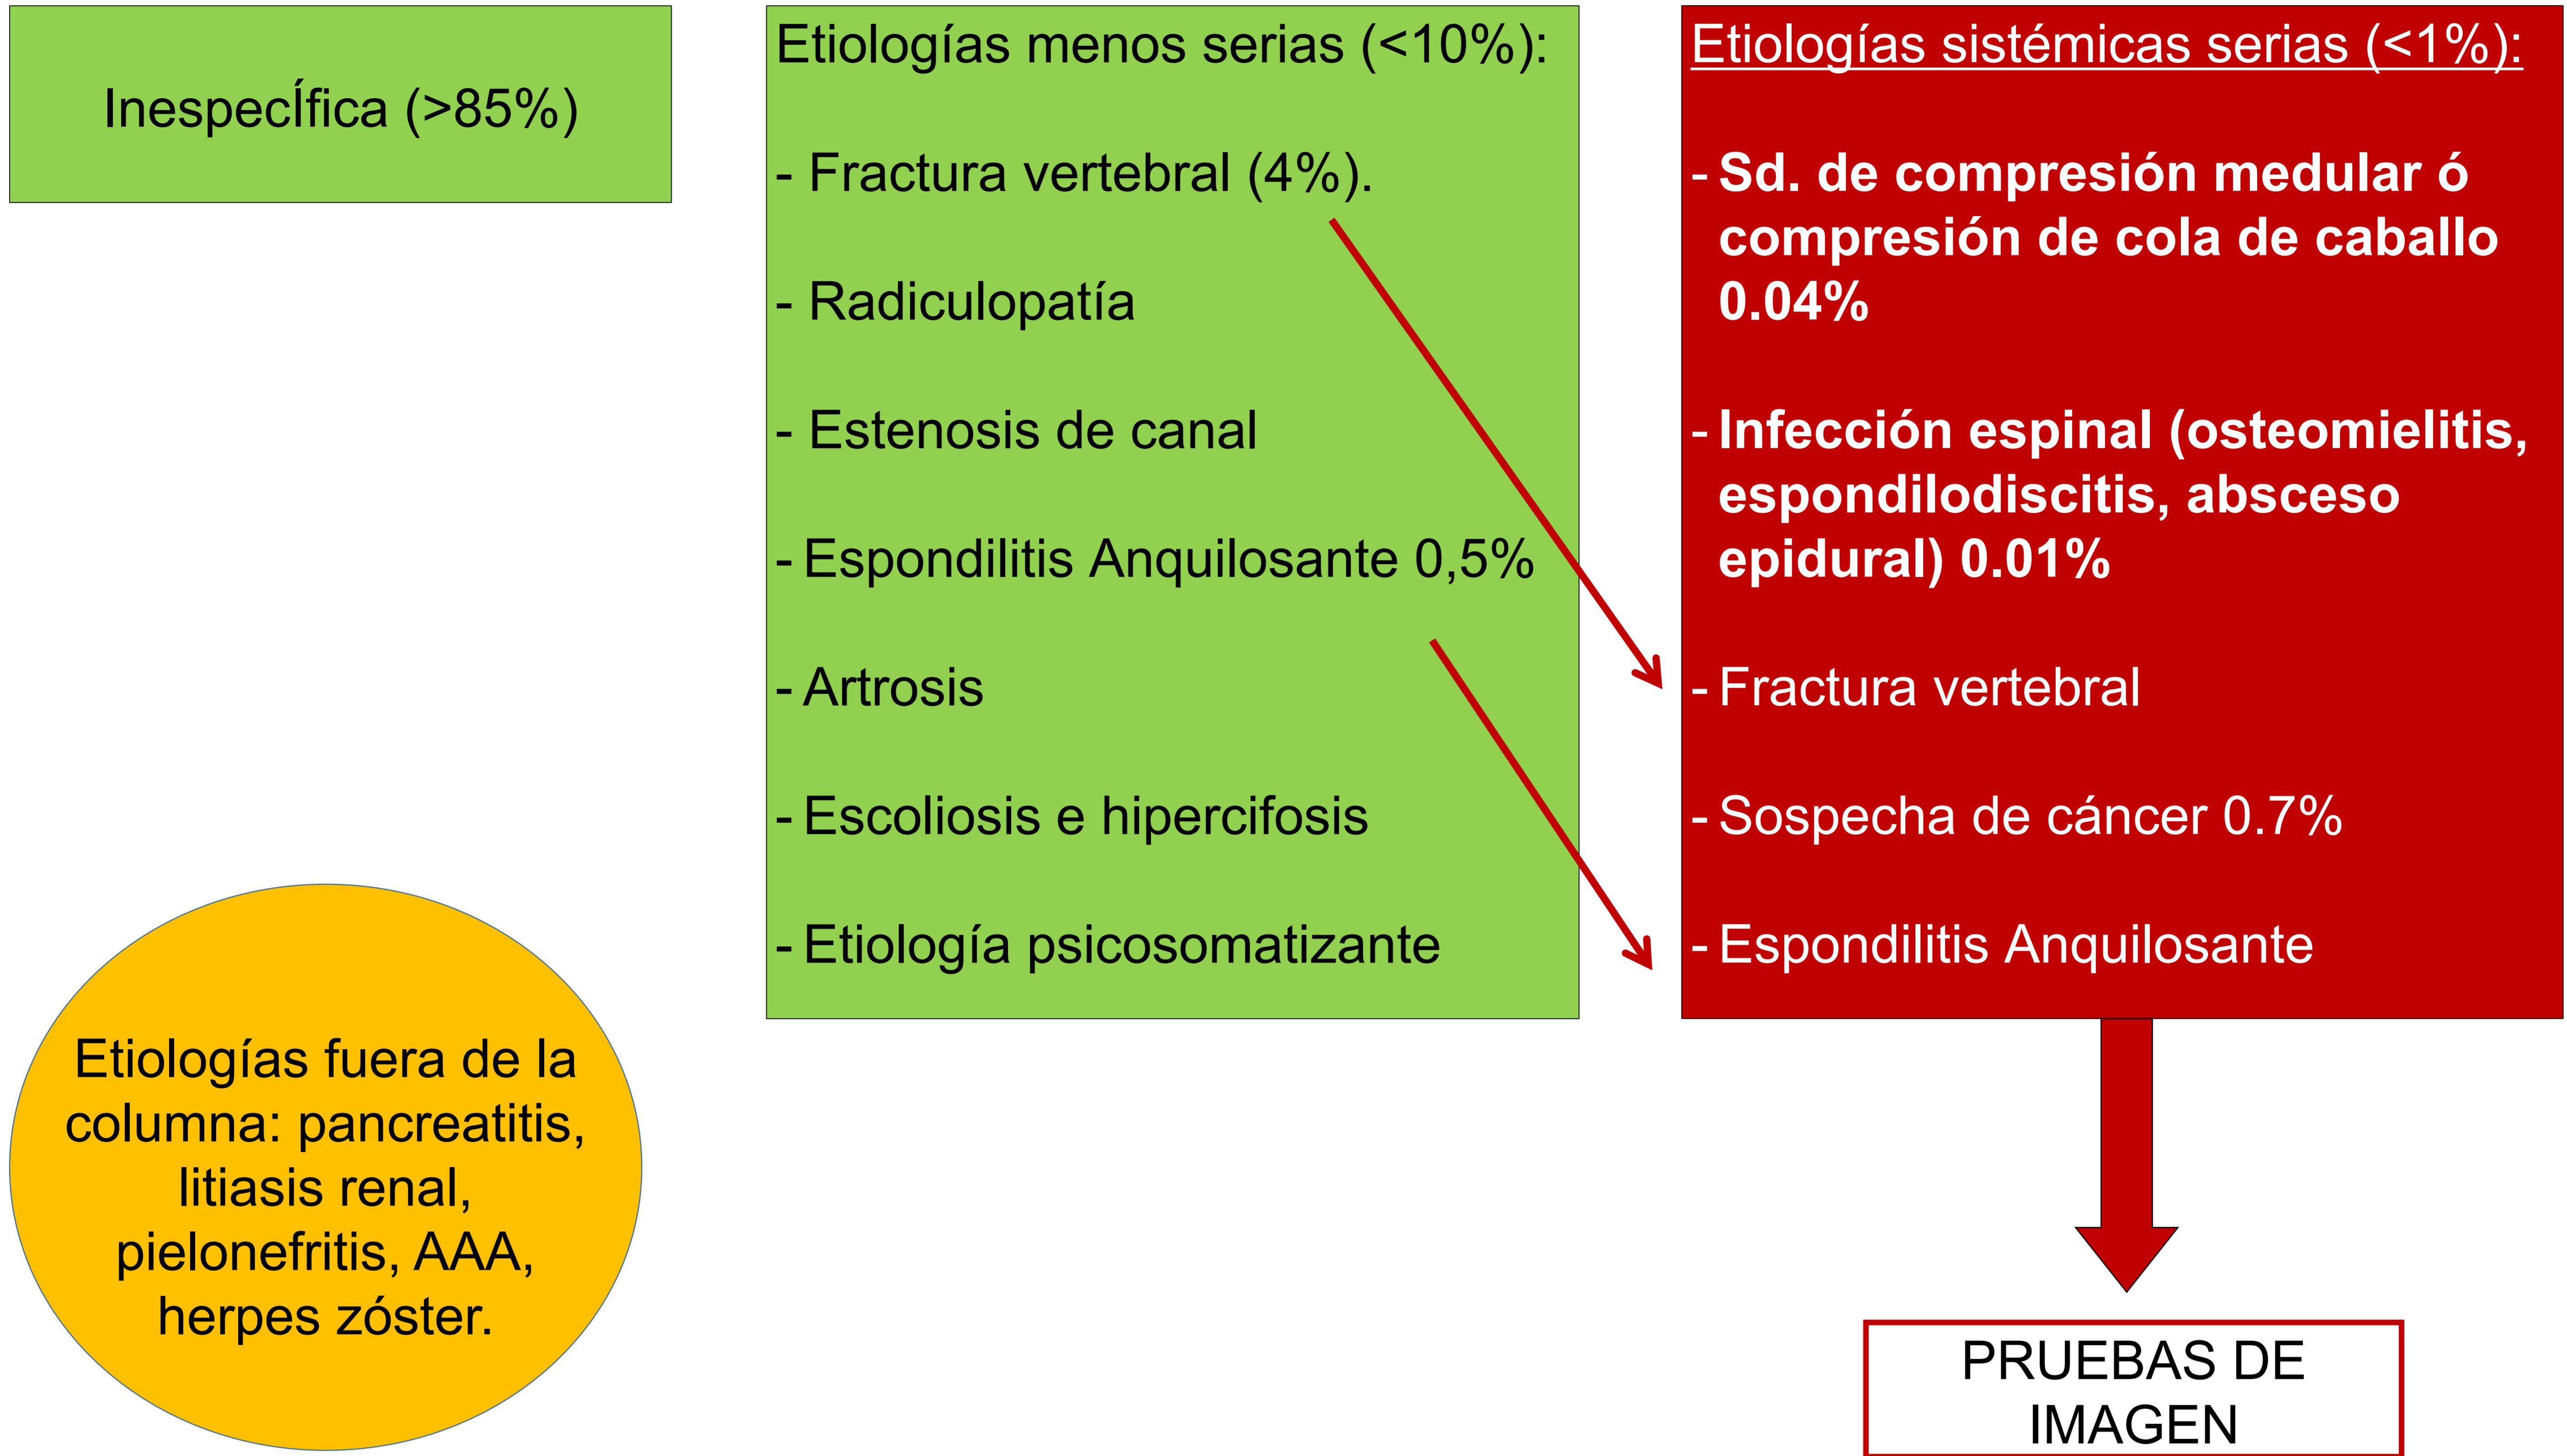 InespecÍfica (>85%)
Etiologías menos serias (<10%):
- Fractura vertebral (4%).
- Radiculopatía
- Estenosis de canal
- Espondilitis Anquilosante 0,5%
- Artrosis
- Escoliosis e hipercifosis
- Etiología psicosomatizante
Etiologías sistémicas serias (<1%):
- Sd. de compresión medular ó
compresión de cola de caballo
0.04%
- Infección espinal (osteomielitis,
espondilodiscitis, absceso
epidural) 0.01%
- Fractura vertebral
- Sospecha de cáncer 0.7%
- Espondilitis Anquilosante
Etiologías fuera de la
columna: pancreatitis,
litiasis renal,
pielonefritis, AAA,
herpes zóster.
PRUEBAS DE
IMAGEN